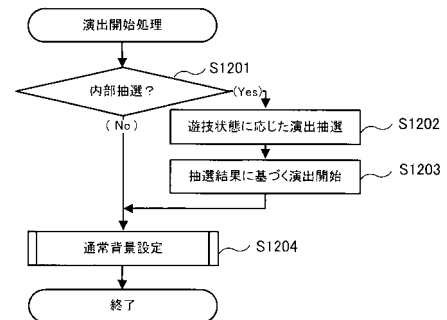 演出開始処理
S1201
内部抽選？
(Yes)
(No)
遊技状態に応じた演出抽選
S1202
抽選結果に基づく演出開始
S1203
通常背景設定
S1204
終了